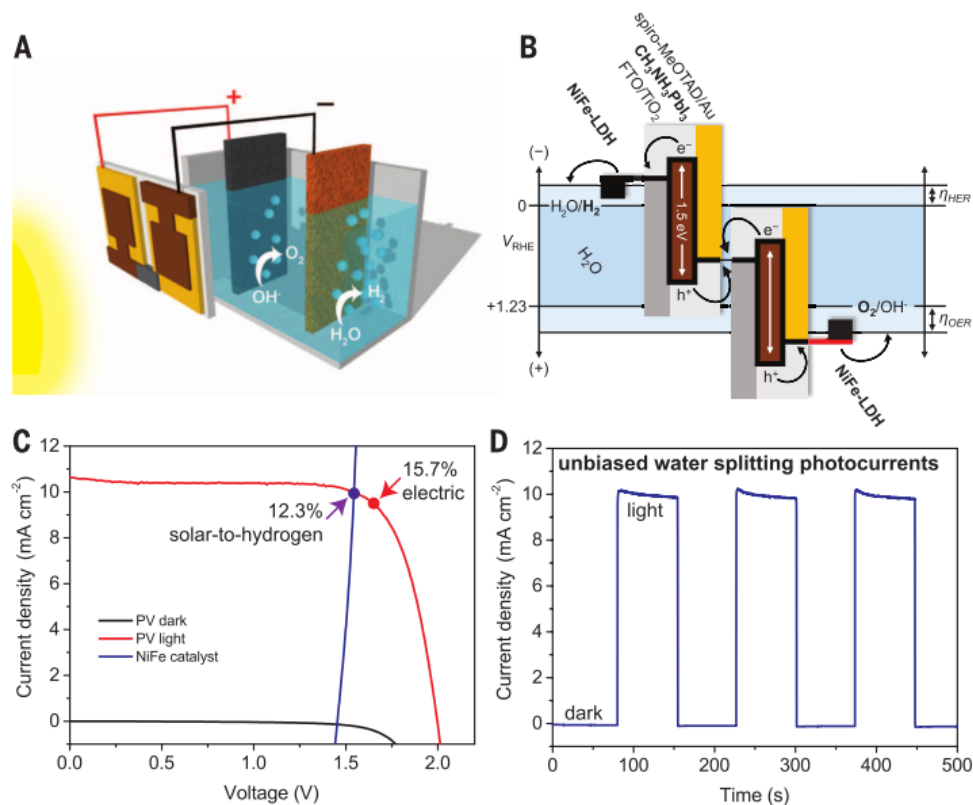 A
+
−
O₂
OH⁻
H₂
H₂O
B
spiro-MeOTAD/Au
CH₃NH₃PbI₃
FTO/TiO₂
NiFe-LDH
(−)
e⁻
0
H₂O/H₂
ηHER
1.5 eV
VRHE
H₂O
e⁻
h⁺
+1.23
O₂/OH⁻
ηOER
(+)
h⁺
NiFe-LDH
C
Current density (mA cm⁻²)
12
10
8
6
4
2
0
15.7%
electric
12.3%
solar-to-hydrogen
PV dark
PV light
NiFe catalyst
0.0
0.5
1.0
1.5
2.0
Voltage (V)
D
Current density (mA cm⁻²)
12
10
8
6
4
2
0
unbiased water splitting photocurrents
light
dark
0
100
200
300
400
500
Time (s)